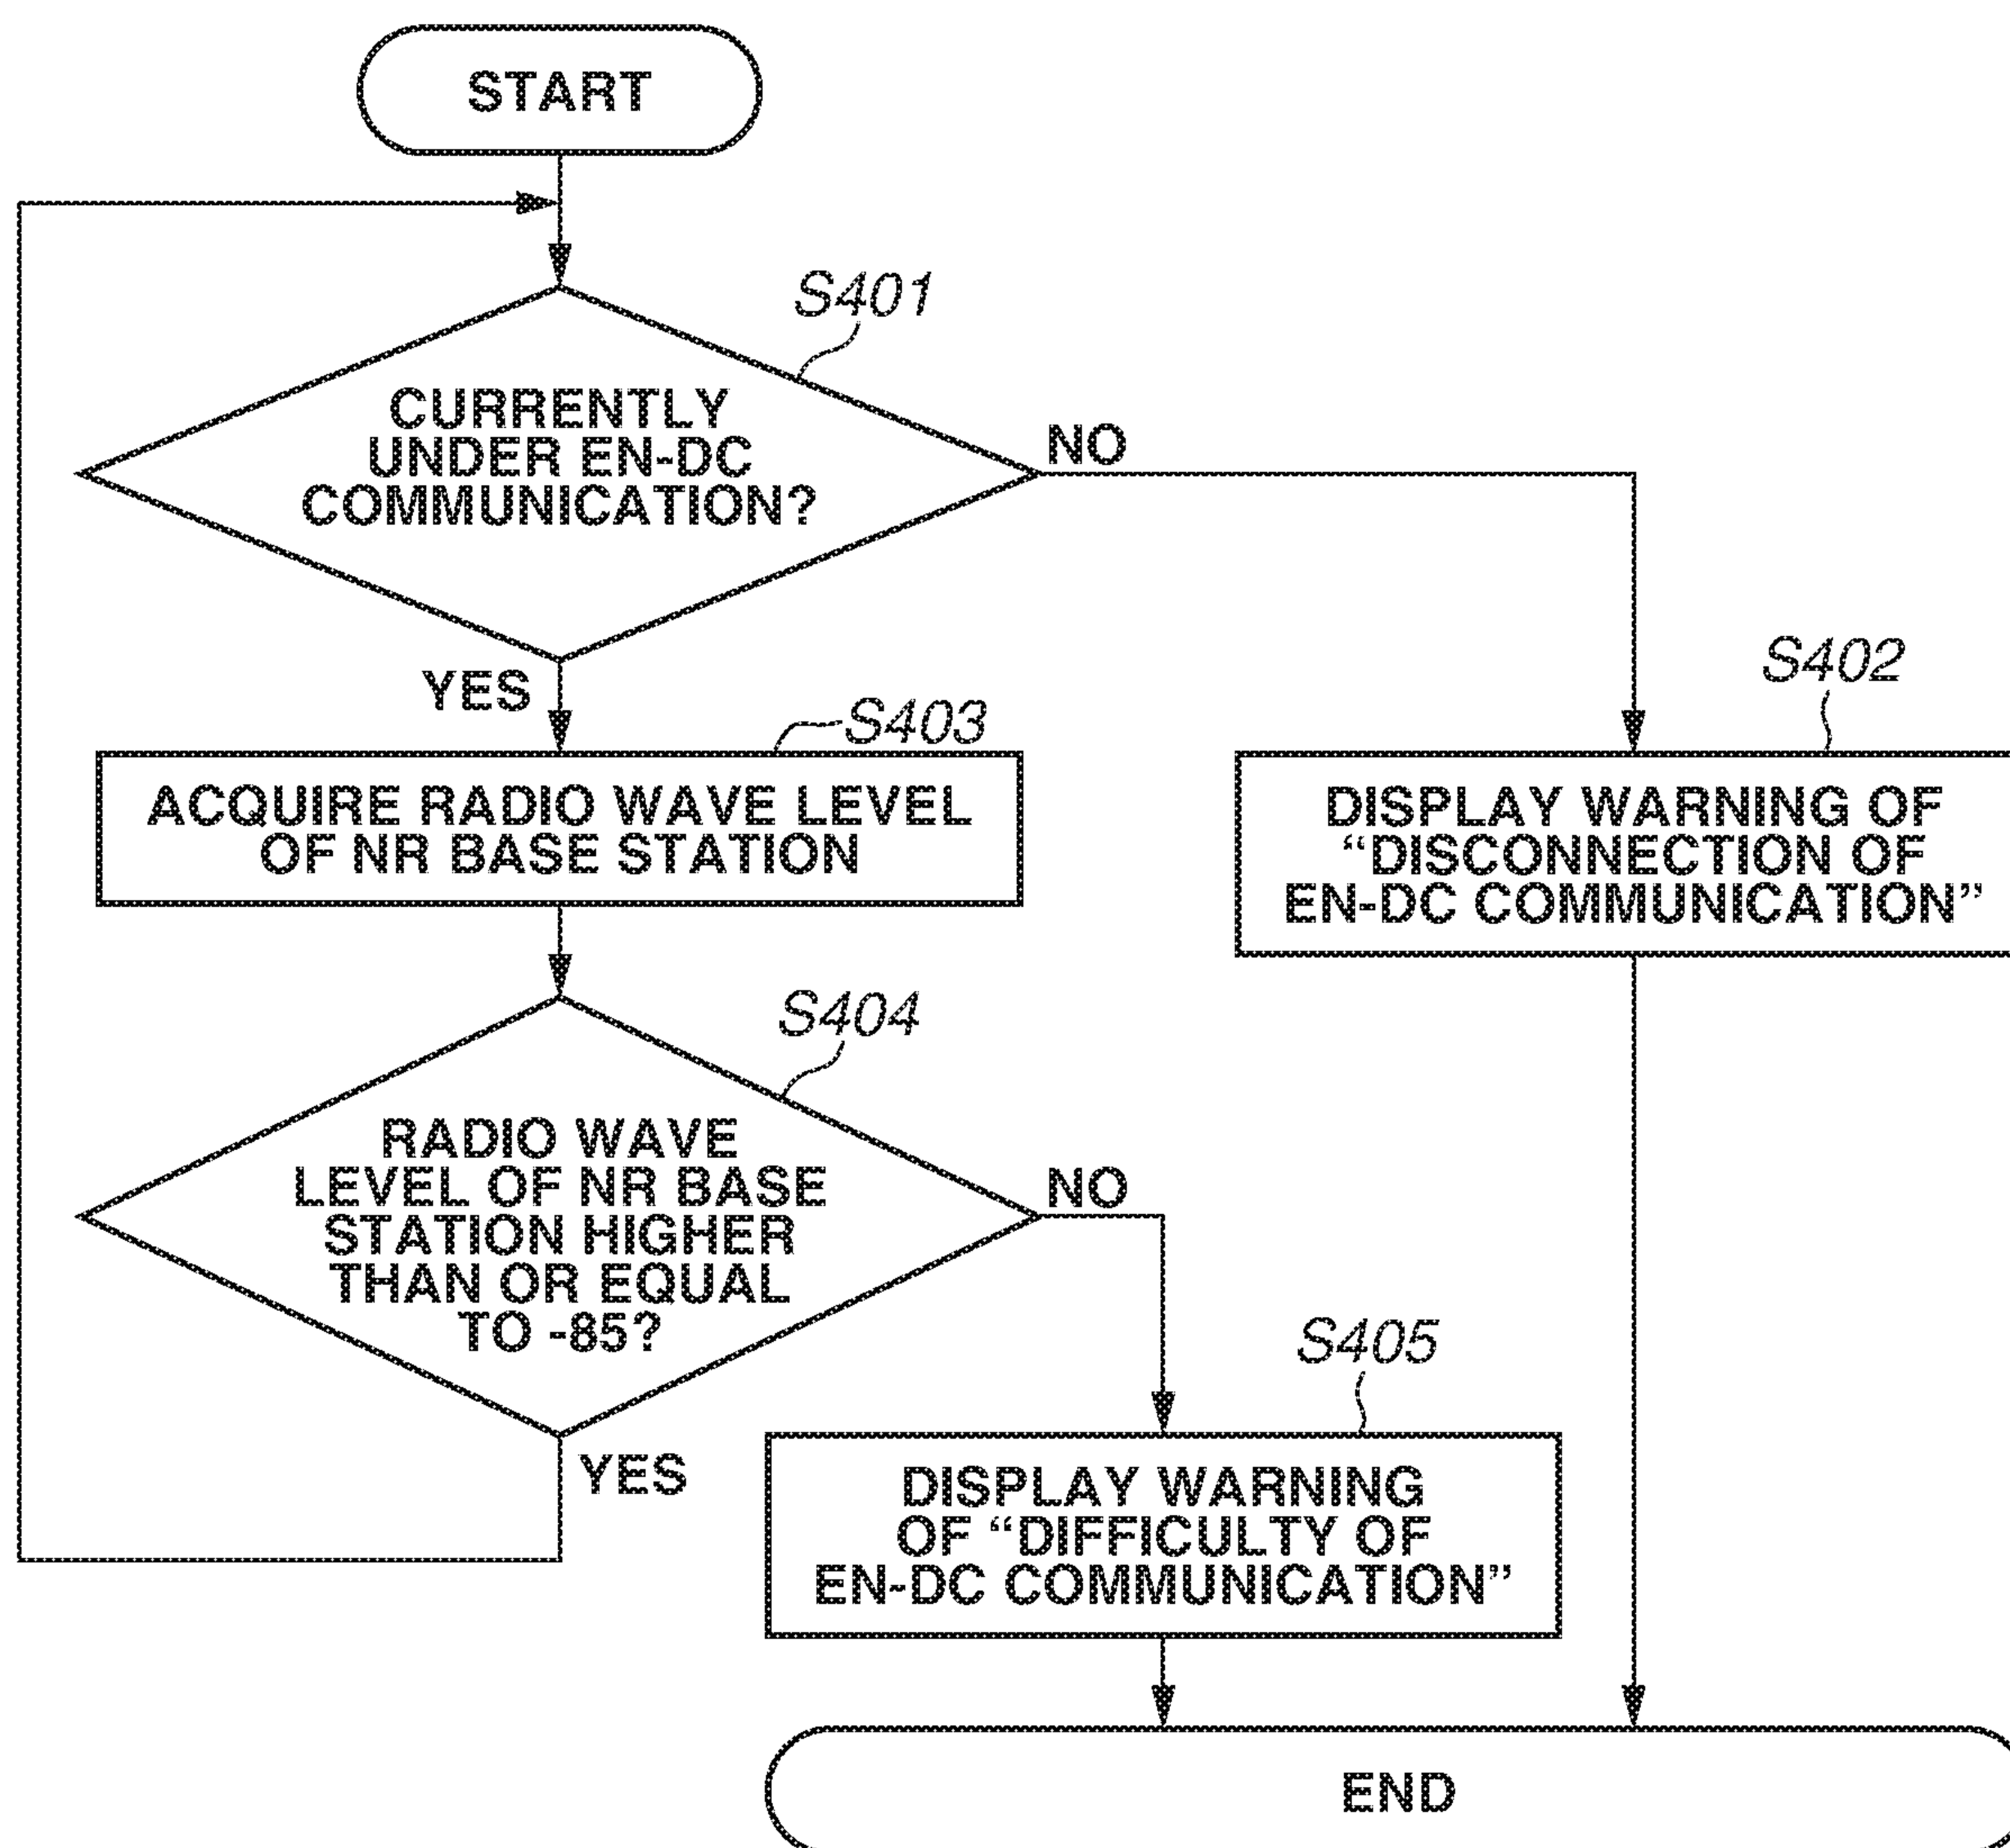 START
S401
CURRENTLY
UNDER EN-DC
COMMUNICATION?
NO
YES
S402
S403
ACQUIRE RADIO WAVE LEVEL
OF NR BASE STATION
DISPLAY WARNING OF
“DISCONNECTION OF
EN-DC COMMUNICATION”
S404
RADIO WAVE
LEVEL OF NR BASE
STATION HIGHER
THAN OR EQUAL
TO -85?
NO
YES
S405
DISPLAY WARNING
OF “DIFFICULTY OF
EN-DC COMMUNICATION”
END